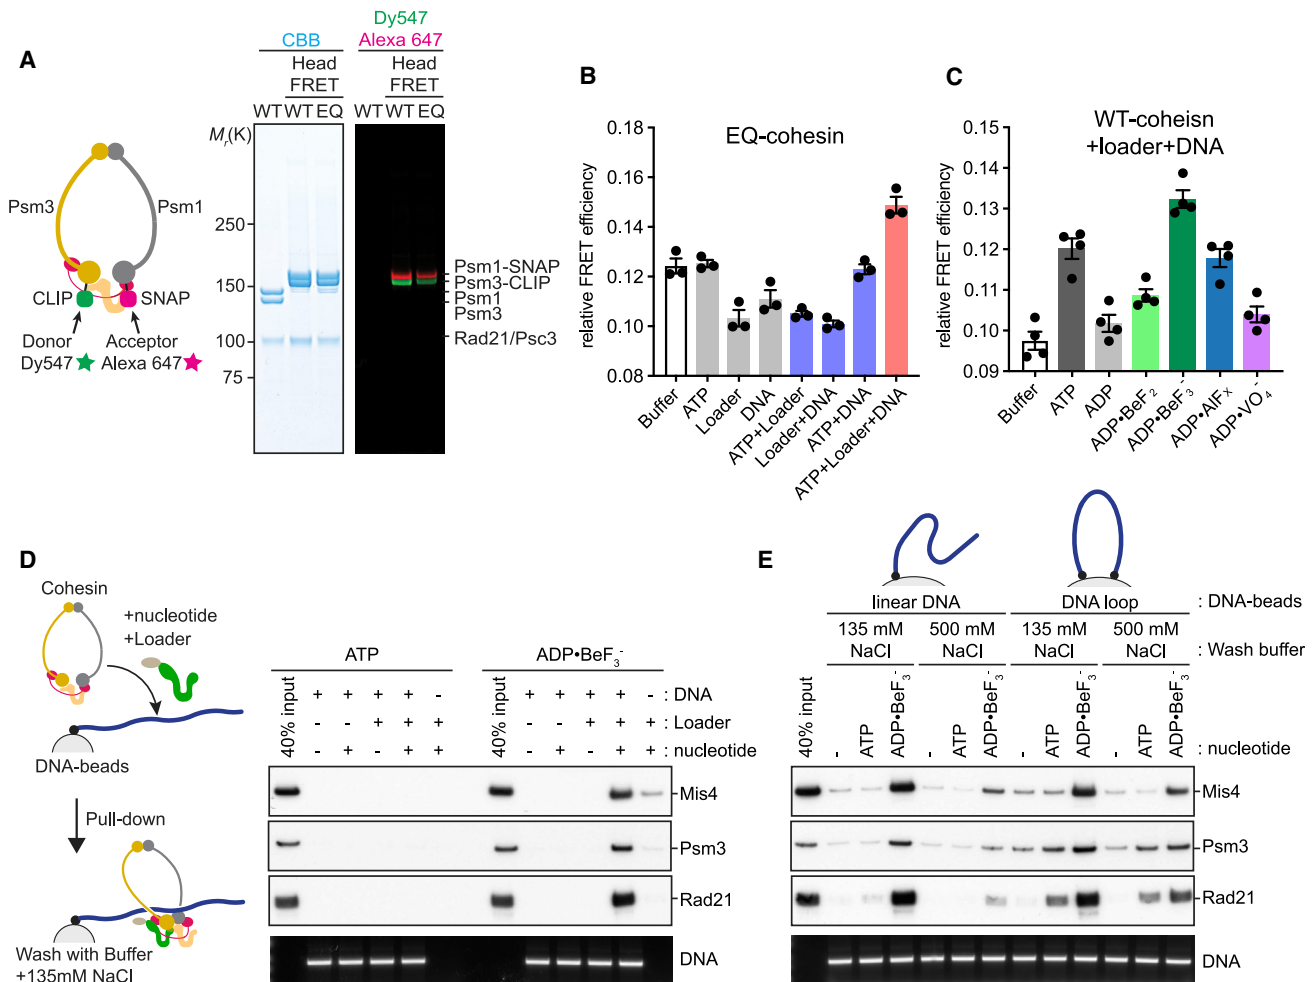 A
CBB
Dy547
Alexa 647
Head
FRET
Head
FRET
WT WT EQ
WT WT EQ
Mr(K)
250
150
100
75
Psm3
Psm1
CLIP
SNAP
Donor
Dy547
Acceptor
Alexa 647
Psm1-SNAP
Psm3-CLIP
Psm1
Psm3
Rad21/Psc3
B
EQ-cohesin
relative FRET efficiency
0.18
0.16
0.14
0.12
0.10
0.08
Buffer
ATP
Loader
DNA
ATP+Loader
Loader+DNA
ATP+DNA
ATP+Loader+DNA
C
WT-coheisn
+loader+DNA
relative FRET efficiency
0.15
0.14
0.13
0.12
0.11
0.10
0.09
Buffer
ATP
ADP
ADP•BeF₂
ADP•BeF₃⁻
ADP•AlFₓ
ADP•VO₄⁻
D
Cohesin
+nucleotide
+Loader
DNA-beads
Pull-down
Wash with Buffer
+135mM NaCl
ATP
ADP•BeF₃⁻
40% input + + + + - 40% input + + + + - : DNA
- - + + + - - + + + : Loader
- + - + + - + - + + : nucleotide
Mis4
Psm3
Rad21
DNA
E
linear DNA DNA loop : DNA-beads
135 mM 500 mM 135 mM 500 mM
NaCl NaCl NaCl NaCl : Wash buffer
40% input - ATP ADP•BeF₃⁻ - ATP ADP•BeF₃⁻ - ATP ADP•BeF₃⁻ - ATP ADP•BeF₃⁻ : nucleotide
Mis4
Psm3
Rad21
DNA